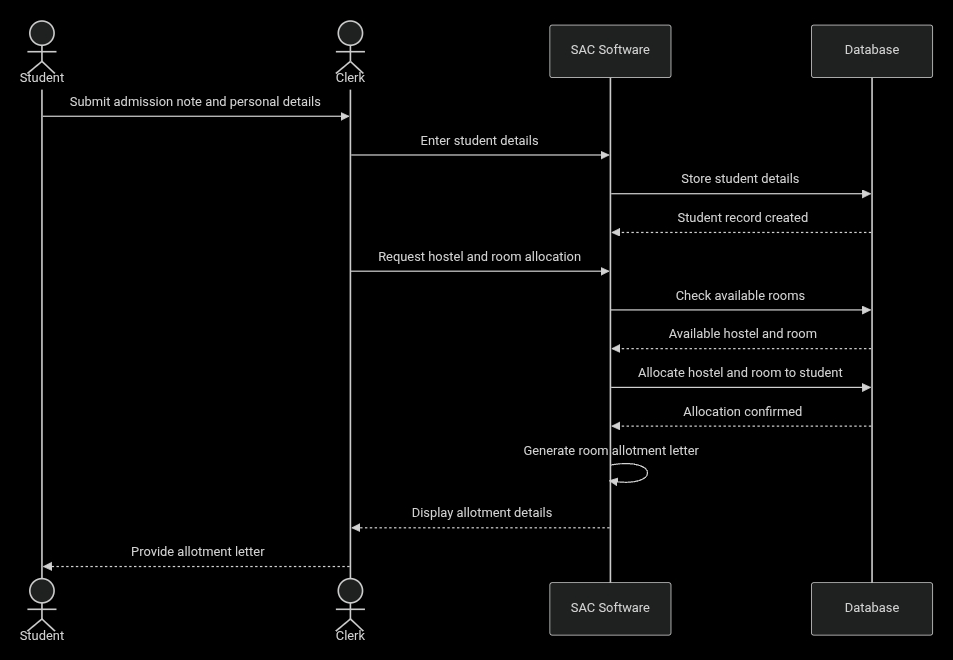 Student
Clerk
SAC Software
Database
Submit admission note and personal details
Enter student details
Store student details
Student record created
Request hostel and room allocation
Check available rooms
Available hostel and room
Allocate hostel and room to student
Allocation confirmed
Generate room allotment letter
Display allotment details
Provide allotment letter
Student
Clerk
SAC Software
Database